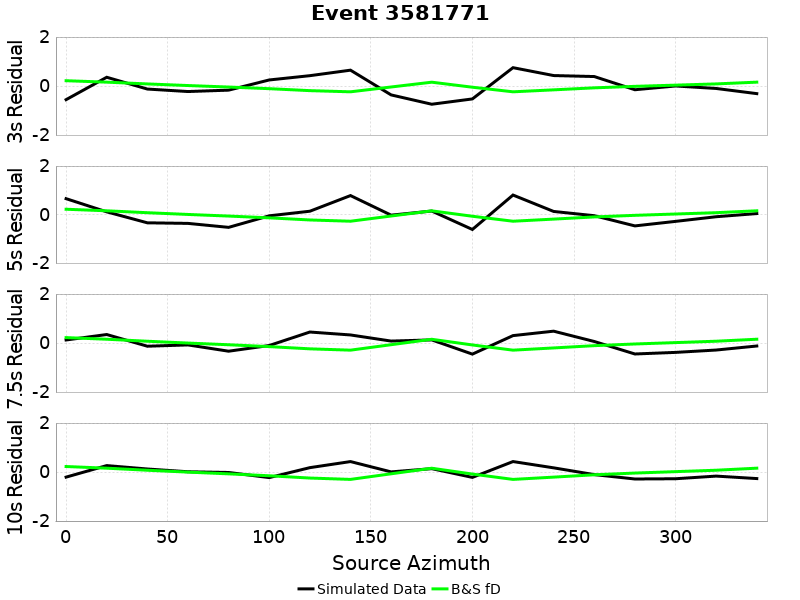 Event 3581771
3s Residual
2
0
-2
5s Residual
2
0
-2
7.5s Residual
2
0
-2
10s Residual
2
0
-2
0 50 100 150 200 250 300
Source Azimuth
Simulated Data B&S fD